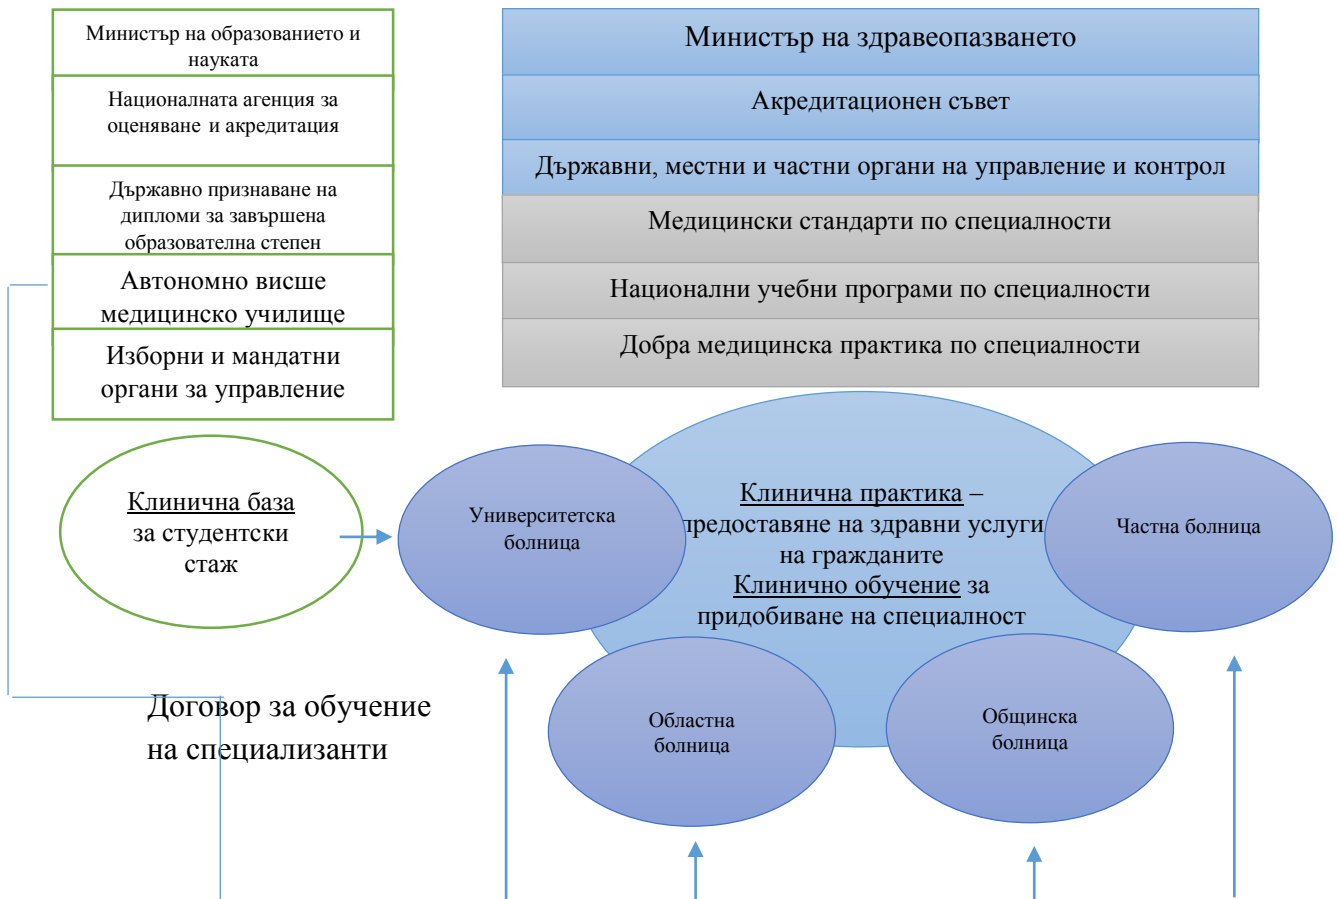 Министър на образованието и
науката
Националната агенция за
оценяване и акредитация
Държавно признаване на
дипломи за завършена
образователна степен
Автономно висше
медицинско училище
Изборни и мандатни
органи за управление
Министър на здравеопазването
Акредитационен съвет
Държавни, местни и частни органи на управление и контрол
Медицински стандарти по специалности
Национални учебни програми по специалности
Добра медицинска практика по специалности
Клинична база
за студентски
стаж
Университетска
болница
Клинична практика –
предоставяне на здравни услуги
на гражданите
Клинично обучение за
придобиване на специалност
Частна болница
Областна
болница
Общинска
болница
Договор за обучение
на специализанти